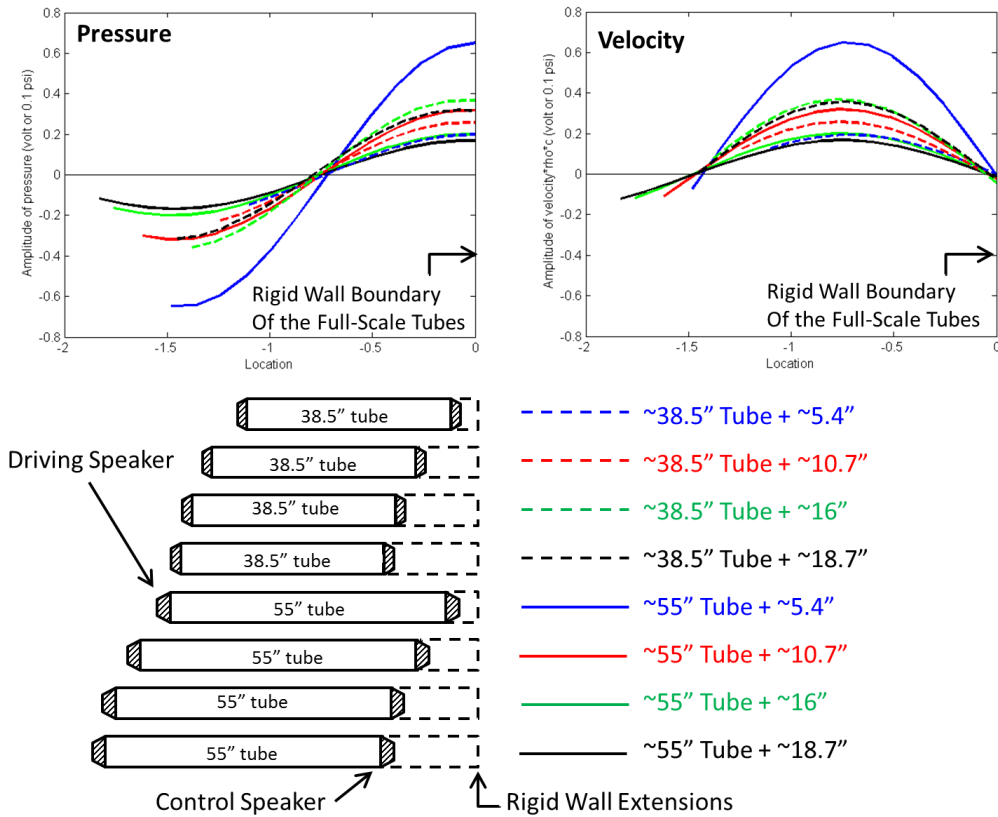 Pressure
Amplitude of pressure (volt or 0.1 psi)
0.8
0.6
0.4
0.2
0
-0.2
-0.4
-0.6
-0.8
-2
-1.5
-1
-0.5
0
Location
Rigid Wall Boundary
Of the Full-Scale Tubes
Velocity
Amplitude of velocity*rho*c (volt or 0.1 psi)
0.8
0.6
0.4
0.2
0
-0.2
-0.4
-0.6
-0.8
-2
-1.5
-1
-0.5
0
Location
Rigid Wall Boundary
Of the Full-Scale Tubes
Driving Speaker
38.5” tube
38.5” tube
38.5” tube
38.5” tube
55” tube
55” tube
55” tube
55” tube
Control Speaker
Rigid Wall Extensions
~38.5” Tube + ~5.4”
~38.5” Tube + ~10.7”
~38.5” Tube + ~16”
~38.5” Tube + ~18.7”
~55” Tube + ~5.4”
~55” Tube + ~10.7”
~55” Tube + ~16”
~55” Tube + ~18.7”